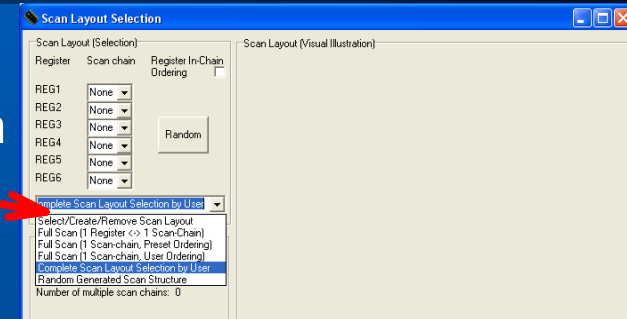 Scan Layout Selection
Scan Layout (Selection)
Scan Layout (Visual Illustration)
Register Scan chain Register In-Chain Ordering
REG1 None
REG2 None
REG3 None
REG4 None
REG5 None
REG6 None
Random
omplete Scan Layout Selection by User
Select/Create/Remove Scan Layout
Full Scan (1 Register <-> 1 Scan-Chain)
Full Scan (1 Scan-chain, Preset Ordering)
Full Scan (1 Scan-chain, User Ordering)
Complete Scan Layout Selection by User
Random Generated Scan Structure
Number of multiple scan chains: 0